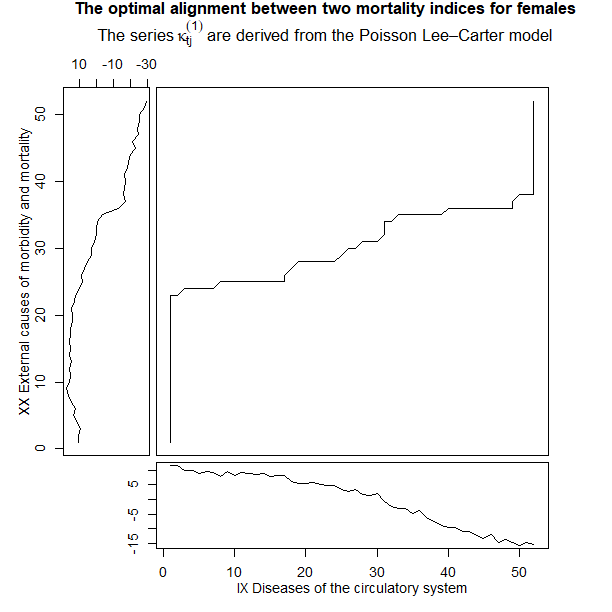 The optimal alignment between two mortality indices for females
The series κtj(1) are derived from the Poisson Lee–Carter model
10 -10 -30
50
40
30
20
10
0
XX External causes of morbidity and mortality
5
-5
-15
0 10 20 30 40 50
IX Diseases of the circulatory system